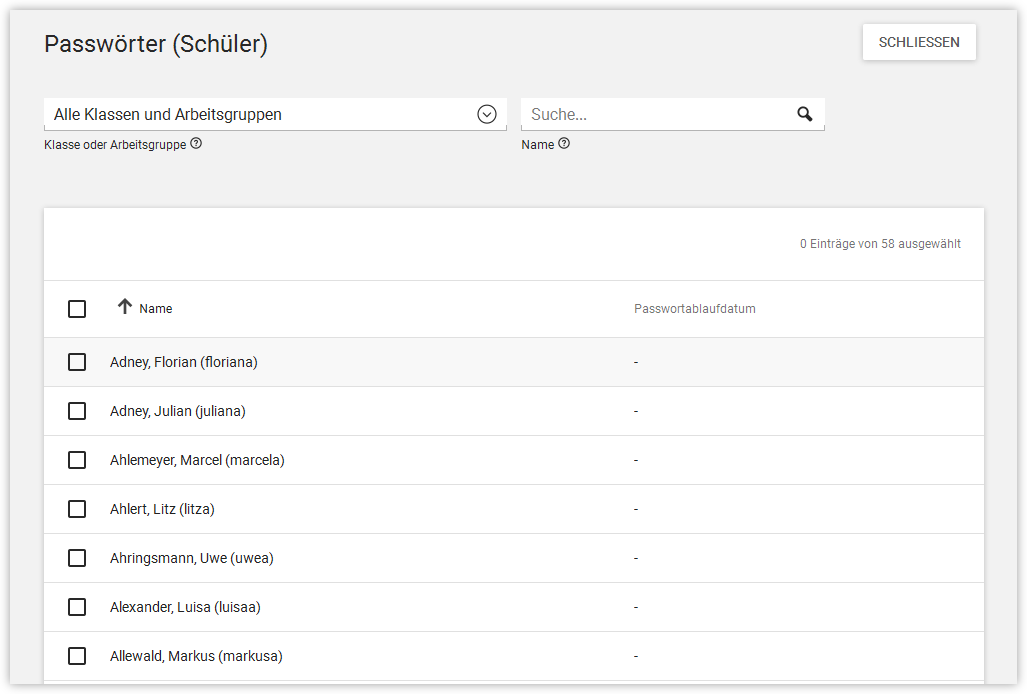 Passwörter (Schüler)
SCHLIESSEN
Alle Klassen und Arbeitsgruppen
Suche...
Klasse oder Arbeitsgruppe
Name
0 Einträge von 58 ausgewählt
Name
Passwortablaufdatum
Adney, Florian (floriana) -
Adney, Julian (juliana) -
Ahlemeyer, Marcel (marcela) -
Ahlert, Litz (litza) -
Ahringsmann, Uwe (uwea) -
Alexander, Luisa (luisaa) -
Allewald, Markus (markusa) -